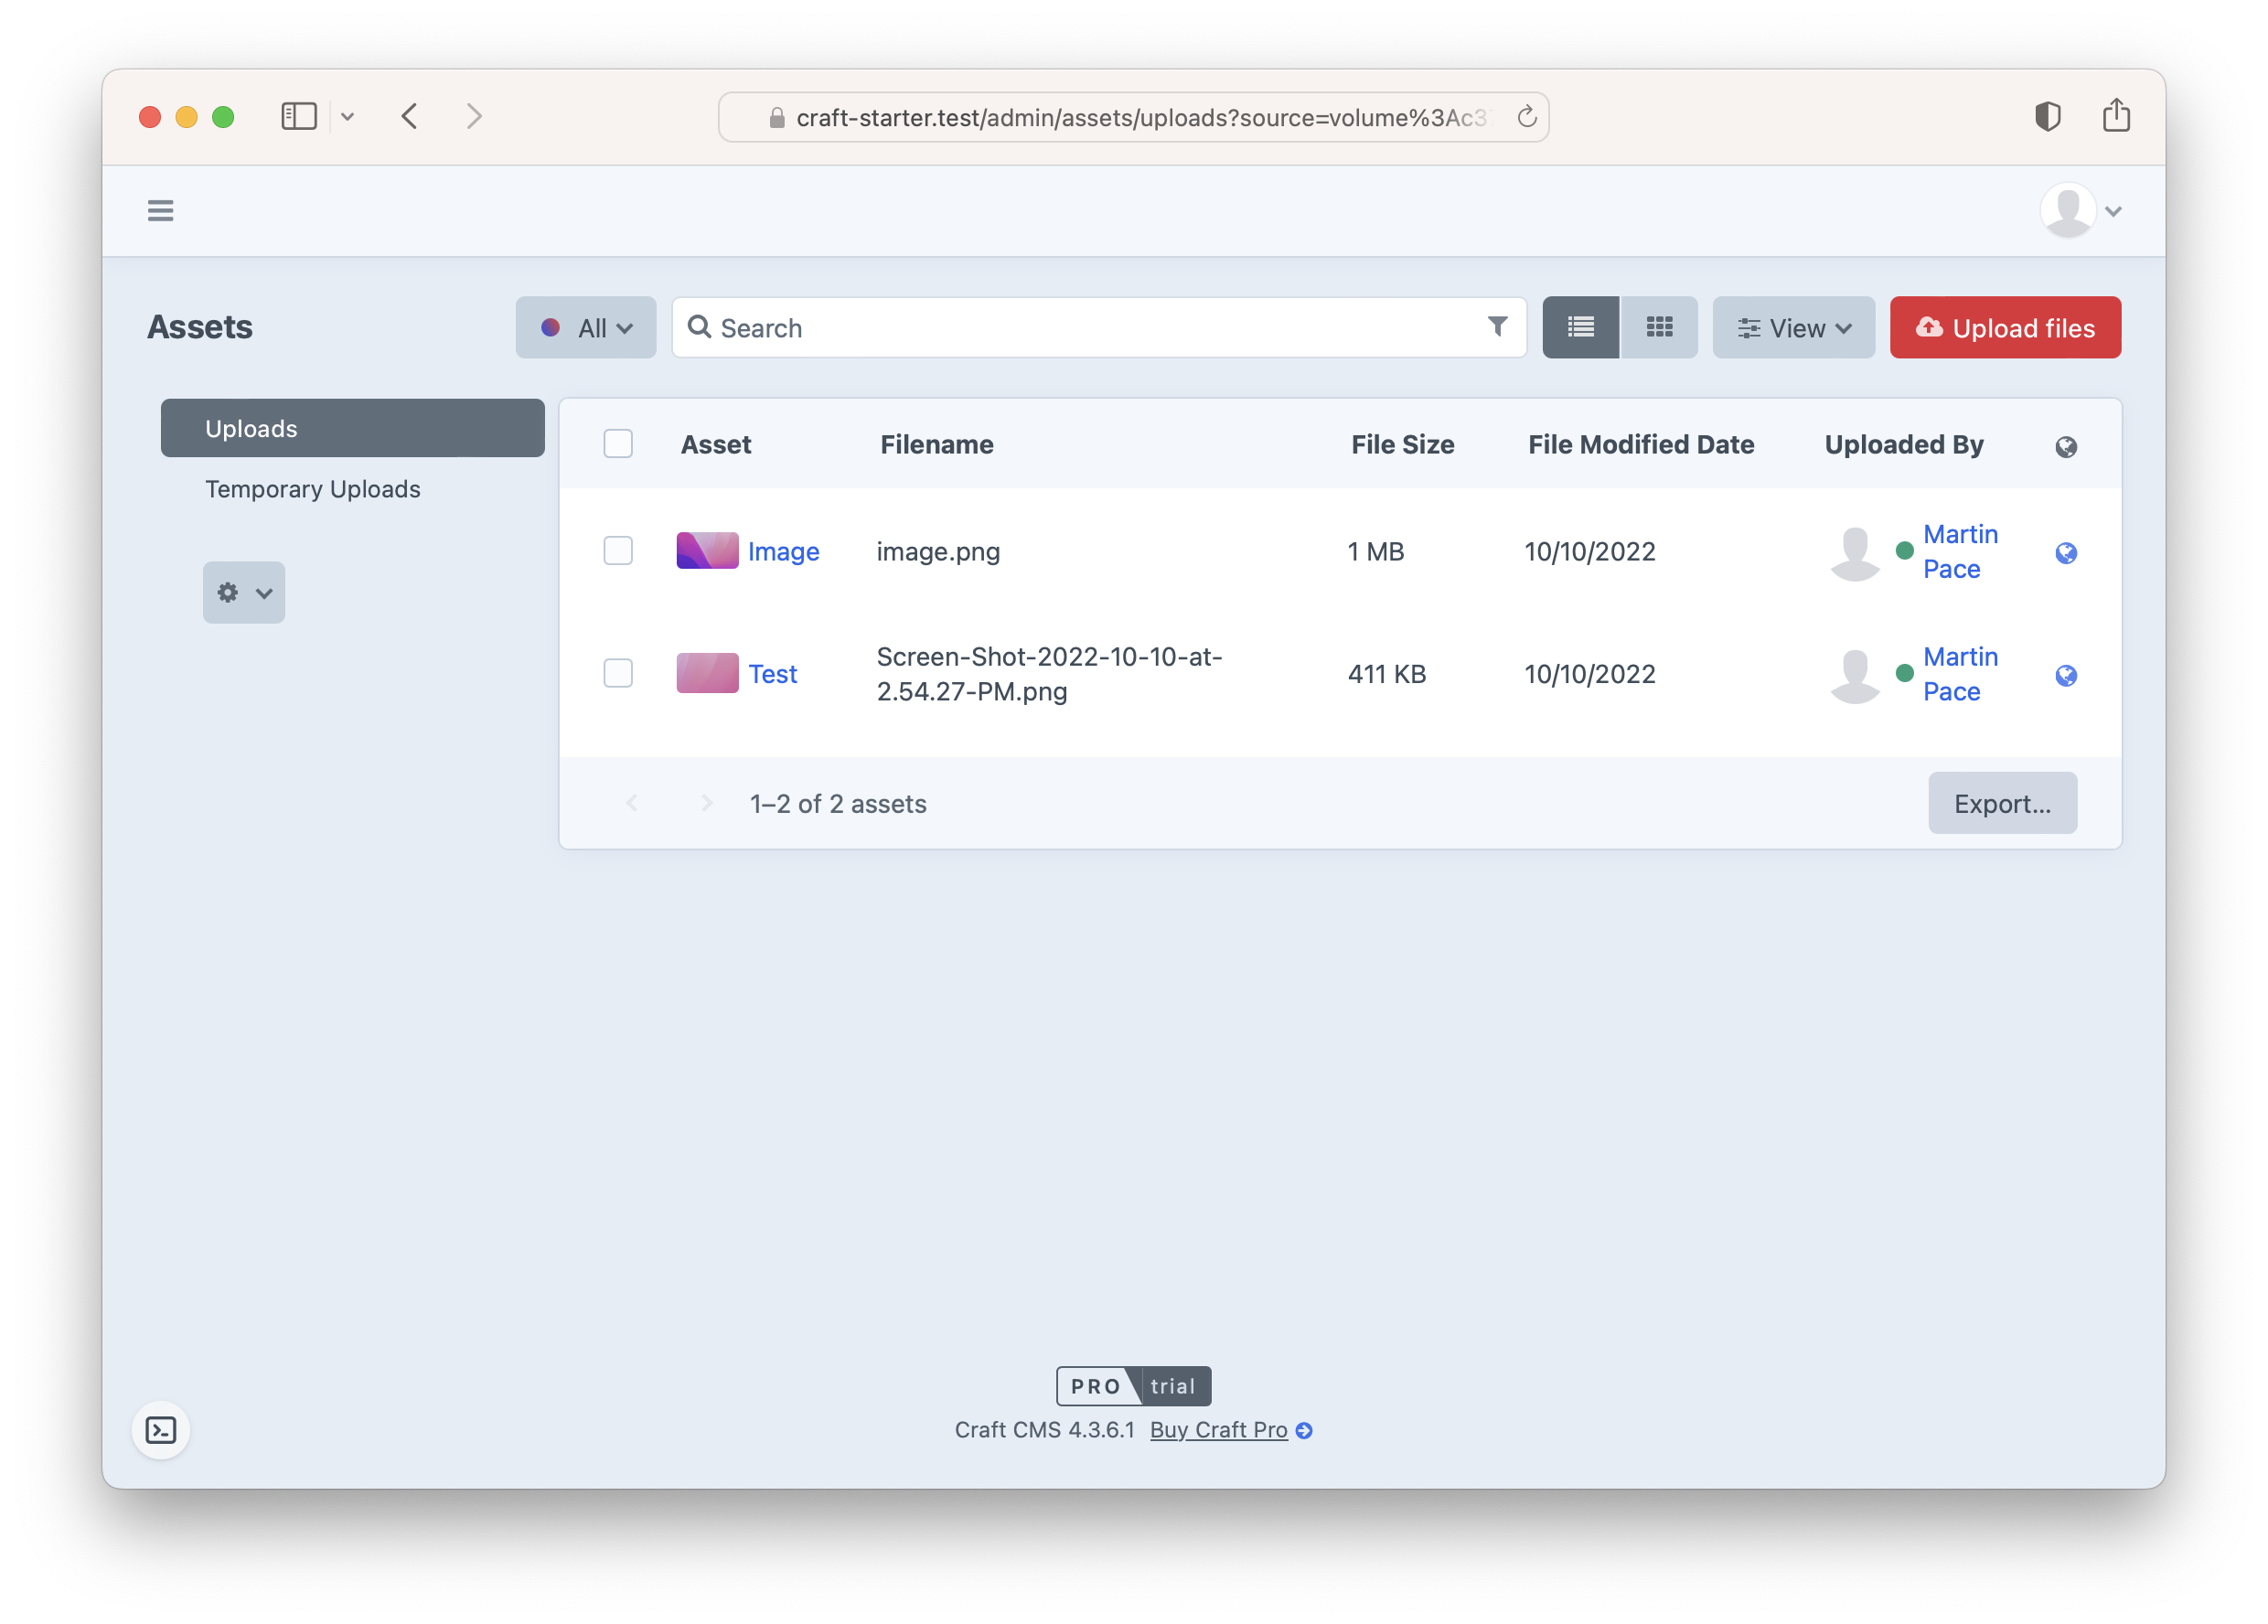 craft-starter.test/admin/assets/uploads?source=volume%3Ac3
Assets
All
Search
View
Upload files
Uploads
Temporary Uploads
Asset Filename File Size File Modified Date Uploaded By
Image image.png 1 MB 10/10/2022 Martin
Pace
Test Screen-Shot-2022-10-10-at-
2.54.27-PM.png 411 KB 10/10/2022 Martin
Pace
1–2 of 2 assets
Export…
PRO trial
Craft CMS 4.3.6.1 Buy Craft Pro